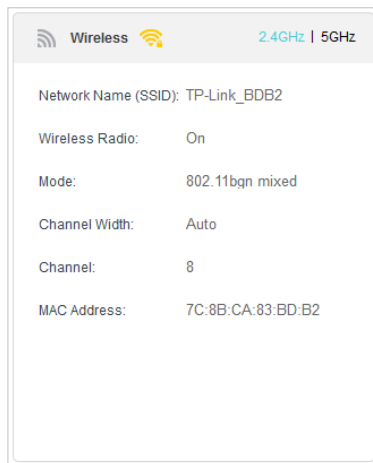 Wireless 2.4GHz | 5GHz
Network Name (SSID): TP-Link_BDB2
Wireless Radio: On
Mode: 802.11bgn mixed
Channel Width: Auto
Channel: 8
MAC Address: 7C:8B:CA:83:BD:B2